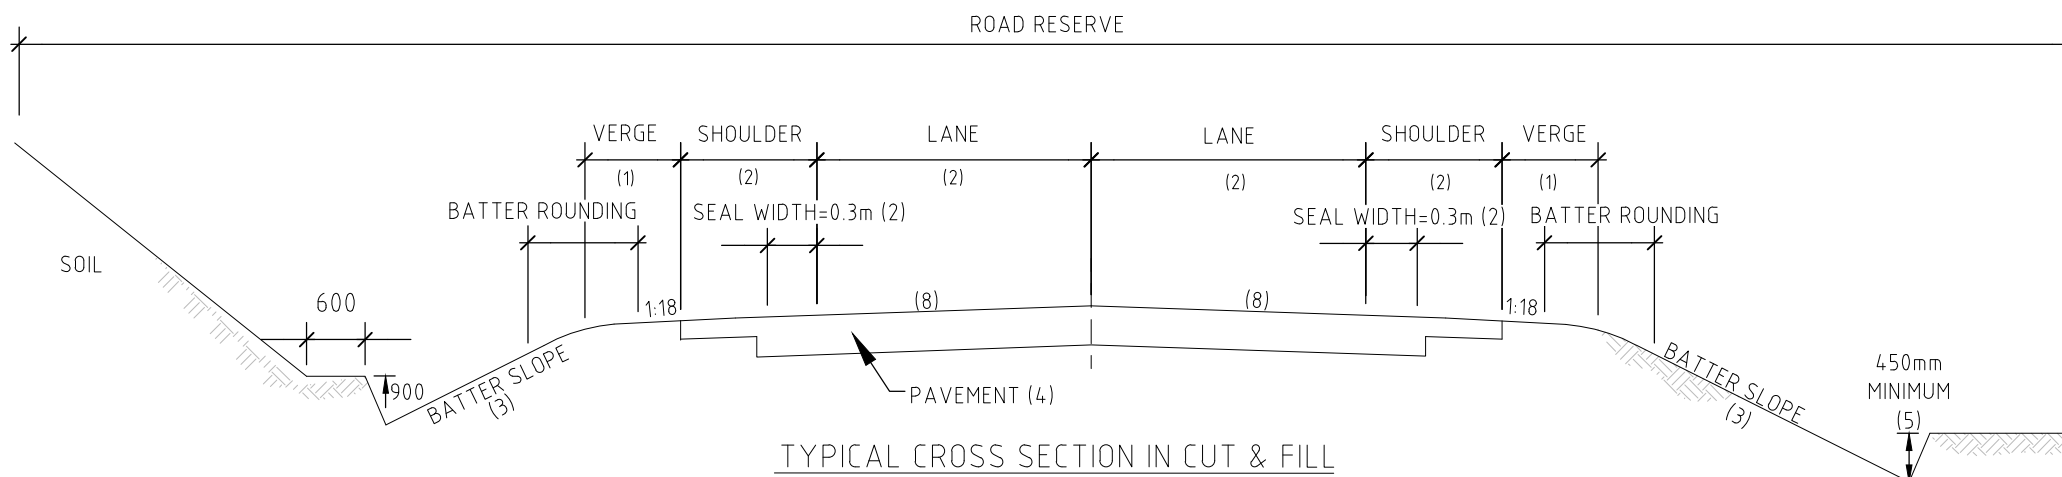 ROAD RESERVE
VERGE
SHOULDER
LANE
LANE
SHOULDER
VERGE
(1)
(2)
(2)
(2)
(2)
(1)
BATTER ROUNDING
SEAL WIDTH=0.3m (2)
SEAL WIDTH=0.3m (2)
BATTER ROUNDING
SOIL
600
1:18
(8)
(8)
1:18
900
BATTER SLOPE
(3)
PAVEMENT (4)
BATTER SLOPE
(3)
450mm
MINIMUM
(5)
TYPICAL CROSS SECTION IN CUT & FILL